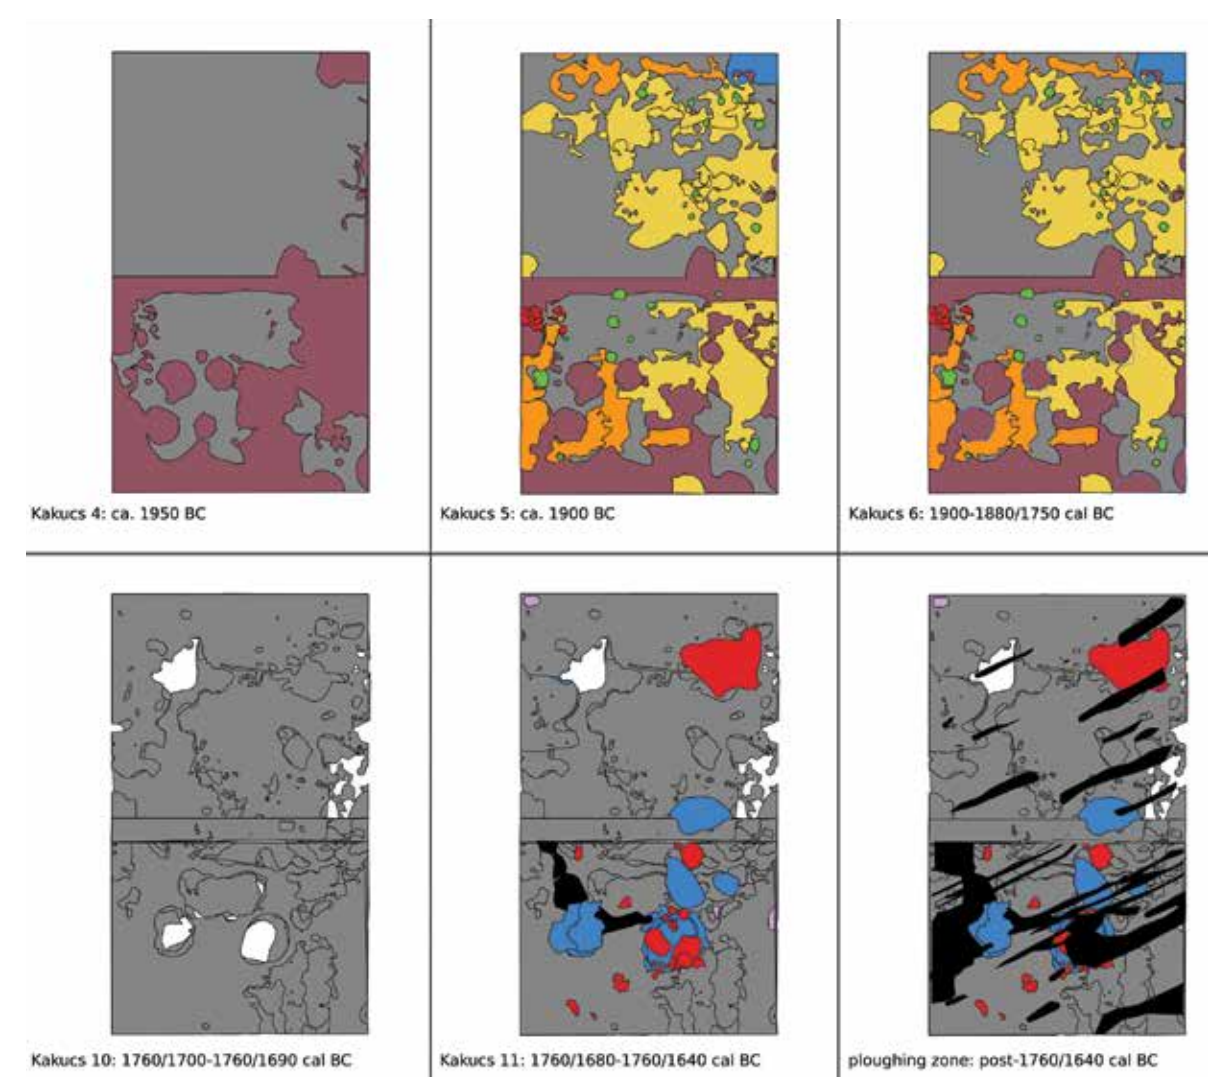 Kakucs 4: ca. 1950 BC
Kakucs 5: ca. 1900 BC
Kakucs 6: 1900-1880/1750 cal BC
Kakucs 10: 1760/1700-1760/1690 cal BC
Kakucs 11: 1760/1680-1760/1640 cal BC
ploughing zone: post-1760/1640 cal BC